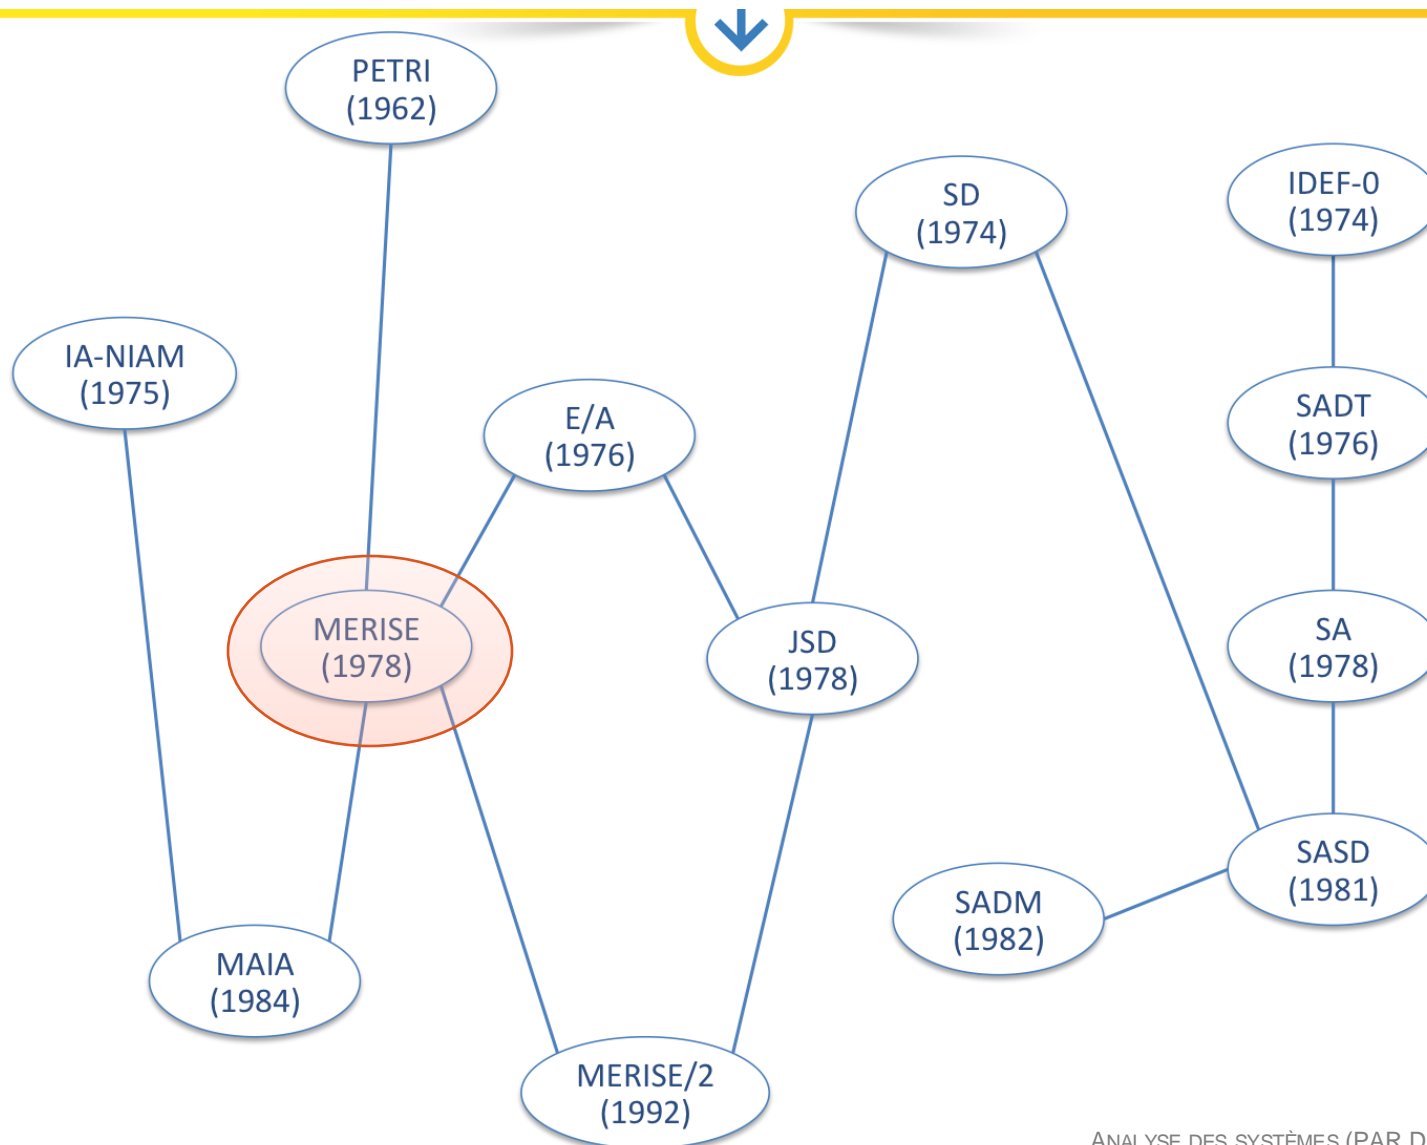 PETRI
(1962)
SD
(1974)
IDEF-0
(1974)
IA-NIAM
(1975)
E/A
(1976)
SADT
(1976)
MERISE
(1978)
JSD
(1978)
SA
(1978)
SASD
(1981)
SADM
(1982)
MAIA
(1984)
MERISE/2
(1992)
ANALYSE DES SYSTÈMES (PAR D